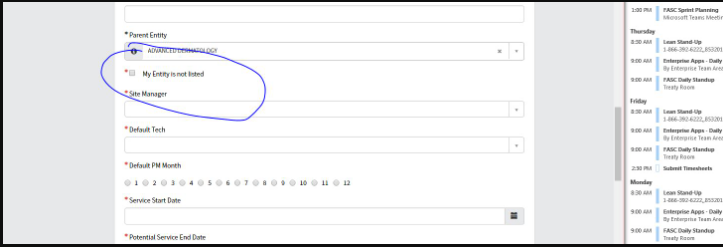 *Parent Entity
ADVANCED DERMATOLOGY
* My Entity is not listed
*Site Manager
*Default Tech
*Default PM Month
1 2 3 4 5 6 7 8 9 10 11 12
*Service Start Date
*Potential Service End Date
1:00 PM FASC Sprint Planning
Microsoft Teams Meetin
Thursday
8:30 AM Lean Stand-Up
1-866-392-6222,,853201
9:00 AM Enterprise Apps - Daily
By Enterprise Team Area
9:00 AM FASC Daily Standup
Treaty Room
Friday
8:30 AM Lean Stand-Up
1-866-392-6222,,853201
9:00 AM Enterprise Apps - Daily
By Enterprise Team Area
9:00 AM FASC Daily Standup
Treaty Room
2:30 PM Submit Timesheets
Monday
8:30 AM Lean Stand-Up
1-866-392-6222,,853201
9:00 AM Enterprise Apps - Daily
By Enterprise Team Area
9:00 AM FASC Daily Standup
Treaty Room